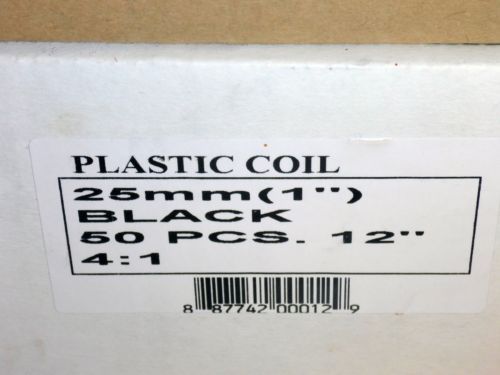 PLASTIC COIL
25mm(1")
BLACK
50 PCS. 12"
4:1
8 87742 00012 9